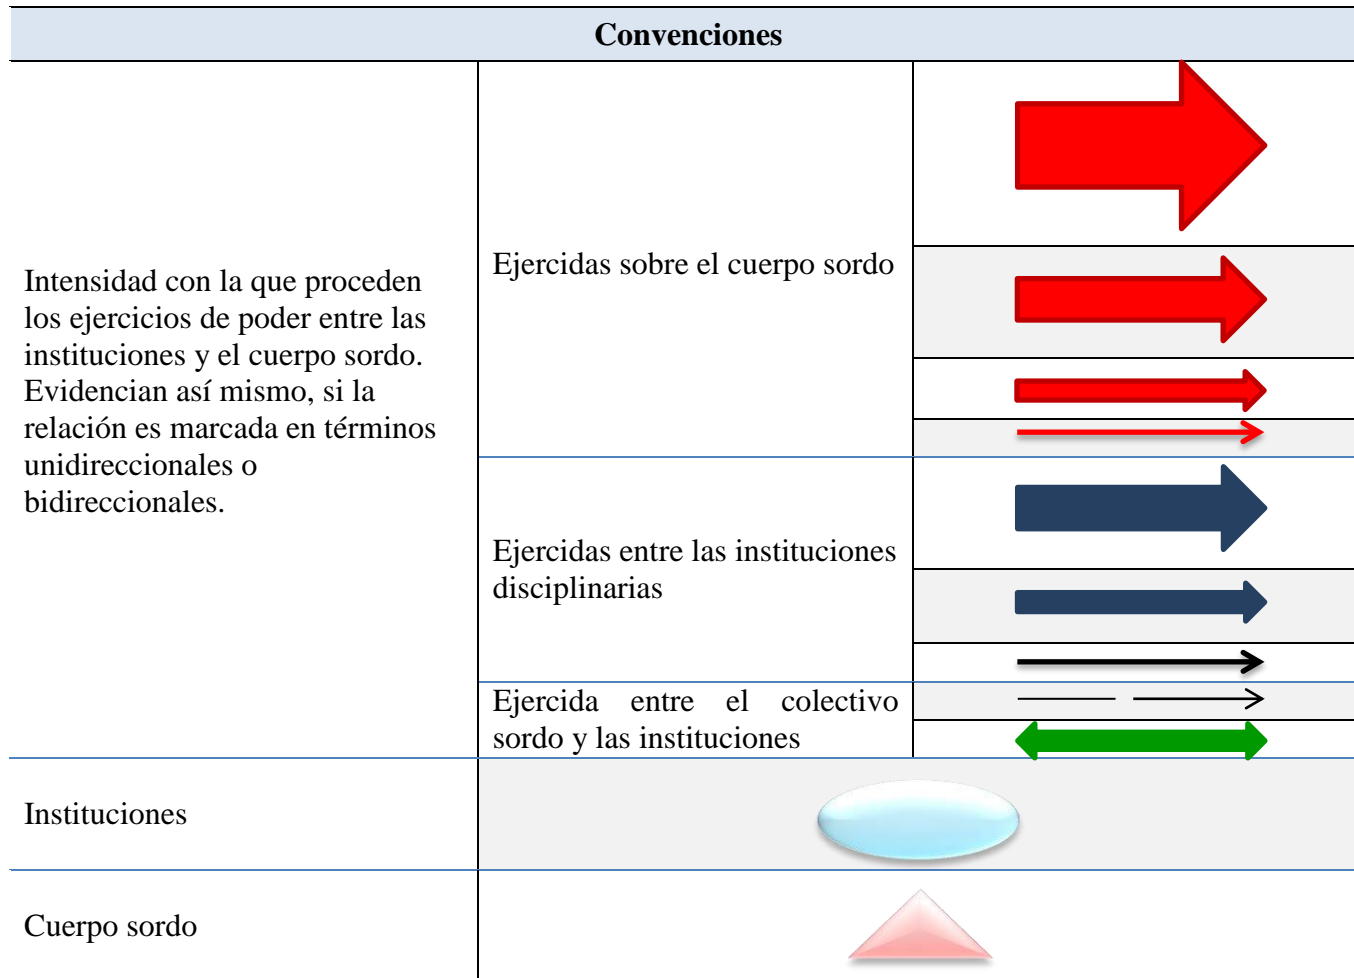 Convenciones
Intensidad con la que proceden
los ejercicios de poder entre las
instituciones y el cuerpo sordo.
Evidencian así mismo, si la
relación es marcada en términos
unidireccionales o
bidireccionales.
Ejercidas sobre el cuerpo sordo
Ejercidas entre las instituciones
disciplinarias
Ejercida entre el colectivo
sordo y las instituciones
Instituciones
Cuerpo sordo